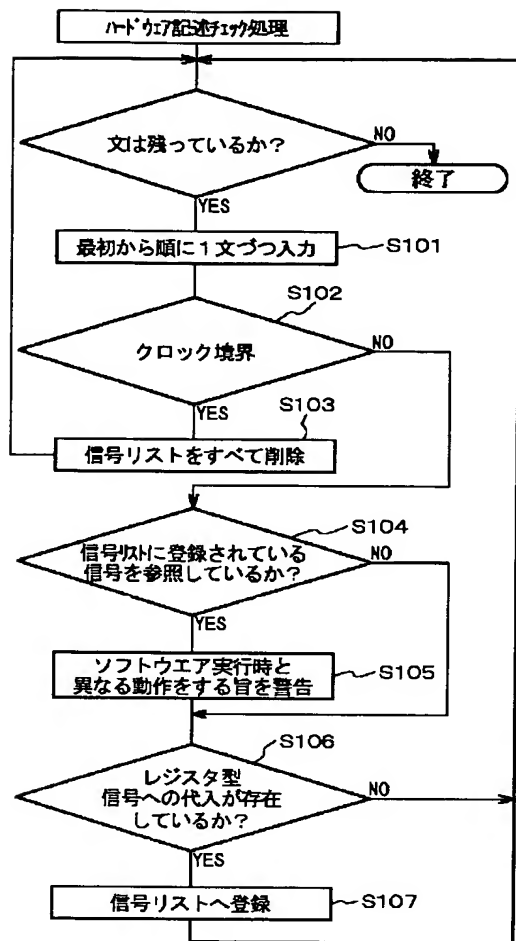 ハードウェア記述チェック処理
文は残っているか？
NO
終了
YES
最初から順に１文づつ入力
S101
S102
クロック境界
NO
YES
S103
信号リストをすべて削除
S104
信号リストに登録されている
信号を参照しているか？
NO
YES
ソフトウエア実行時と
異なる動作をする旨を警告
S105
S106
レジスタ型
信号への代入が存在
しているか？
NO
YES
信号リストへ登録
S107